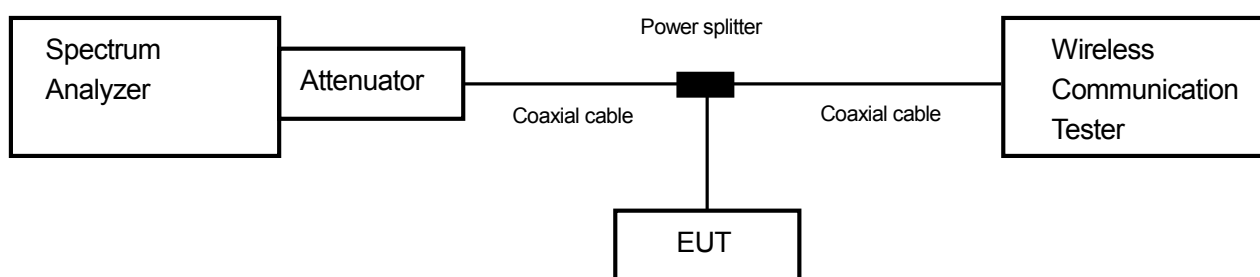 Power splitter
Spectrum
Analyzer
Attenuator
Wireless
Communication
Tester
Coaxial cable
Coaxial cable
EUT